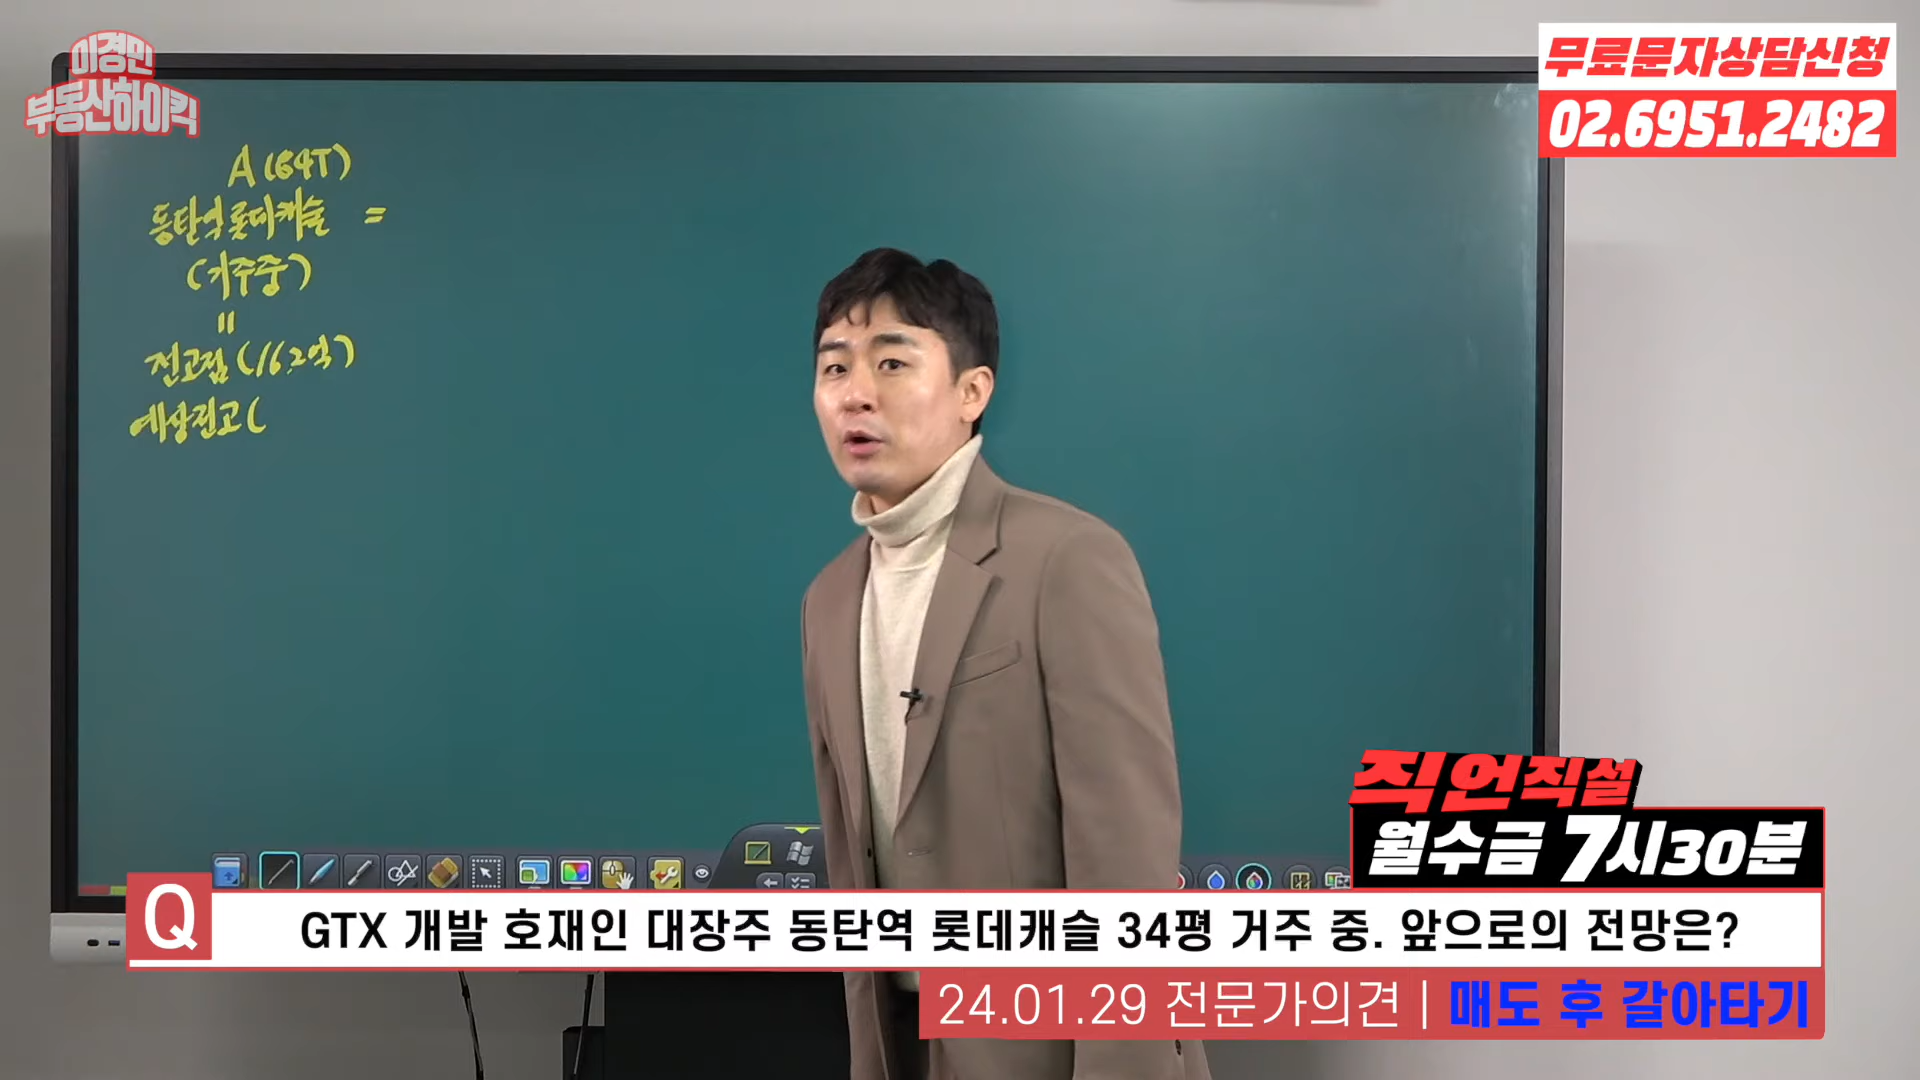 이경민
부동산하이킥
무료문자상담신청
02.6951.2482
A (84T)
동탄역롯데캐슬 =
(거주중)
=
전고점 (16.2억)
예상전고 (
직언직설
월수금 7시30분
Q
GTX 개발 호재인 대장주 동탄역 롯데캐슬 34평 거주 중. 앞으로의 전망은?
24.01.29 전문가의견 | 매도 후 갈아타기